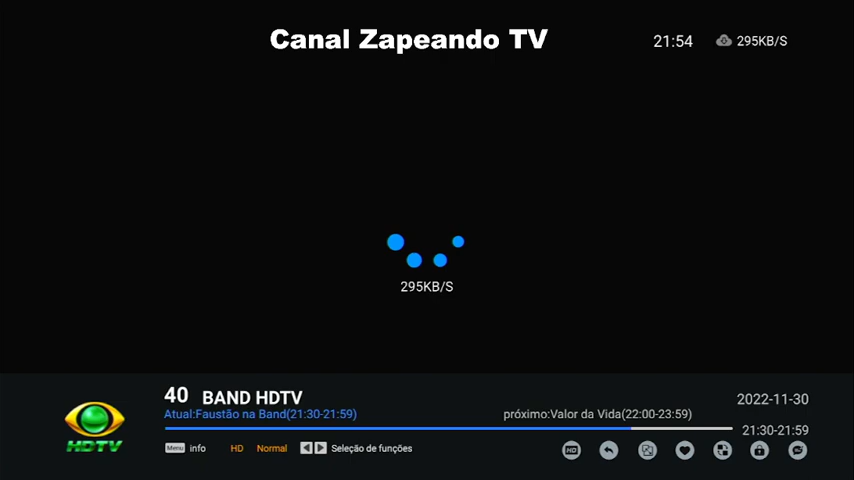 Canal Zapeando TV
21:54
295KB/S
295KB/S
40 BAND HDTV
2022-11-30
Atual:Faustão na Band(21:30-21:59)
próximo:Valor da Vida(22:00-23:59)
21:30-21:59
HDTV
Menu info HD Normal Seleção de funções
HD